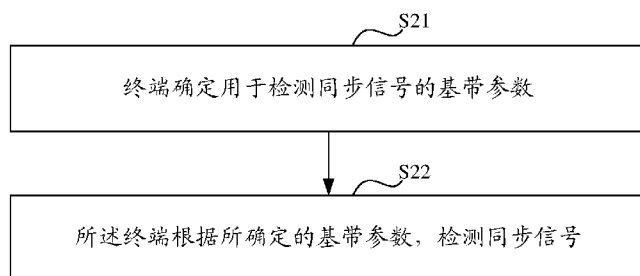 S21
终端确定用于检测同步信号的基带参数
S22
所述终端根据所确定的基带参数，检测同步信号